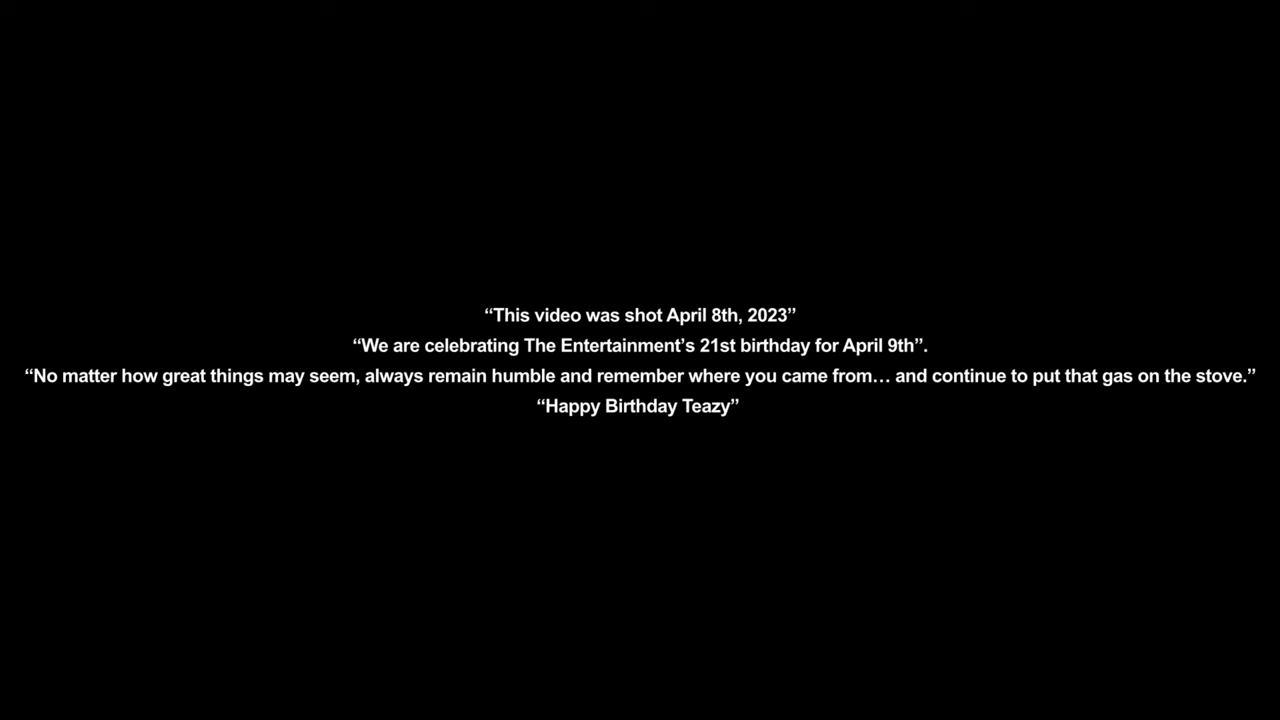 “This video was shot April 8th, 2023”
“We are celebrating The Entertainment’s 21st birthday for April 9th”.
“No matter how great things may seem, always remain humble and remember where you came from… and continue to put that gas on the stove.”
“Happy Birthday Teazy”